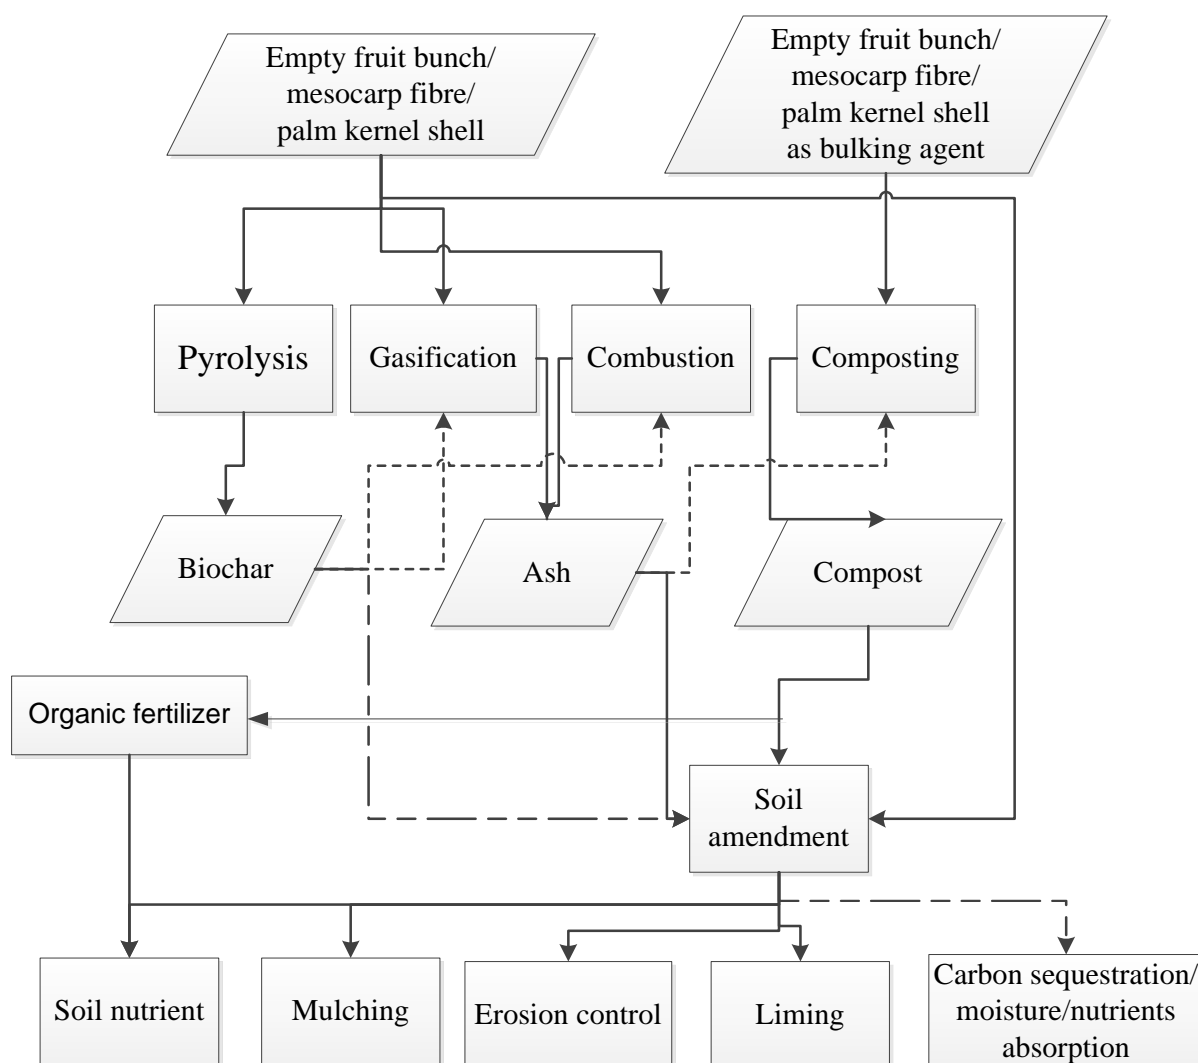 Empty fruit bunch/
mesocarp fibre/
palm kernel shell
Empty fruit bunch/
mesocarp fibre/
palm kernel shell
as bulking agent
Pyrolysis
Gasification
Combustion
Composting
Biochar
Ash
Compost
Organic fertilizer
Soil
amendment
Soil nutrient
Mulching
Erosion control
Liming
Carbon sequestration/
moisture/nutrients
absorption